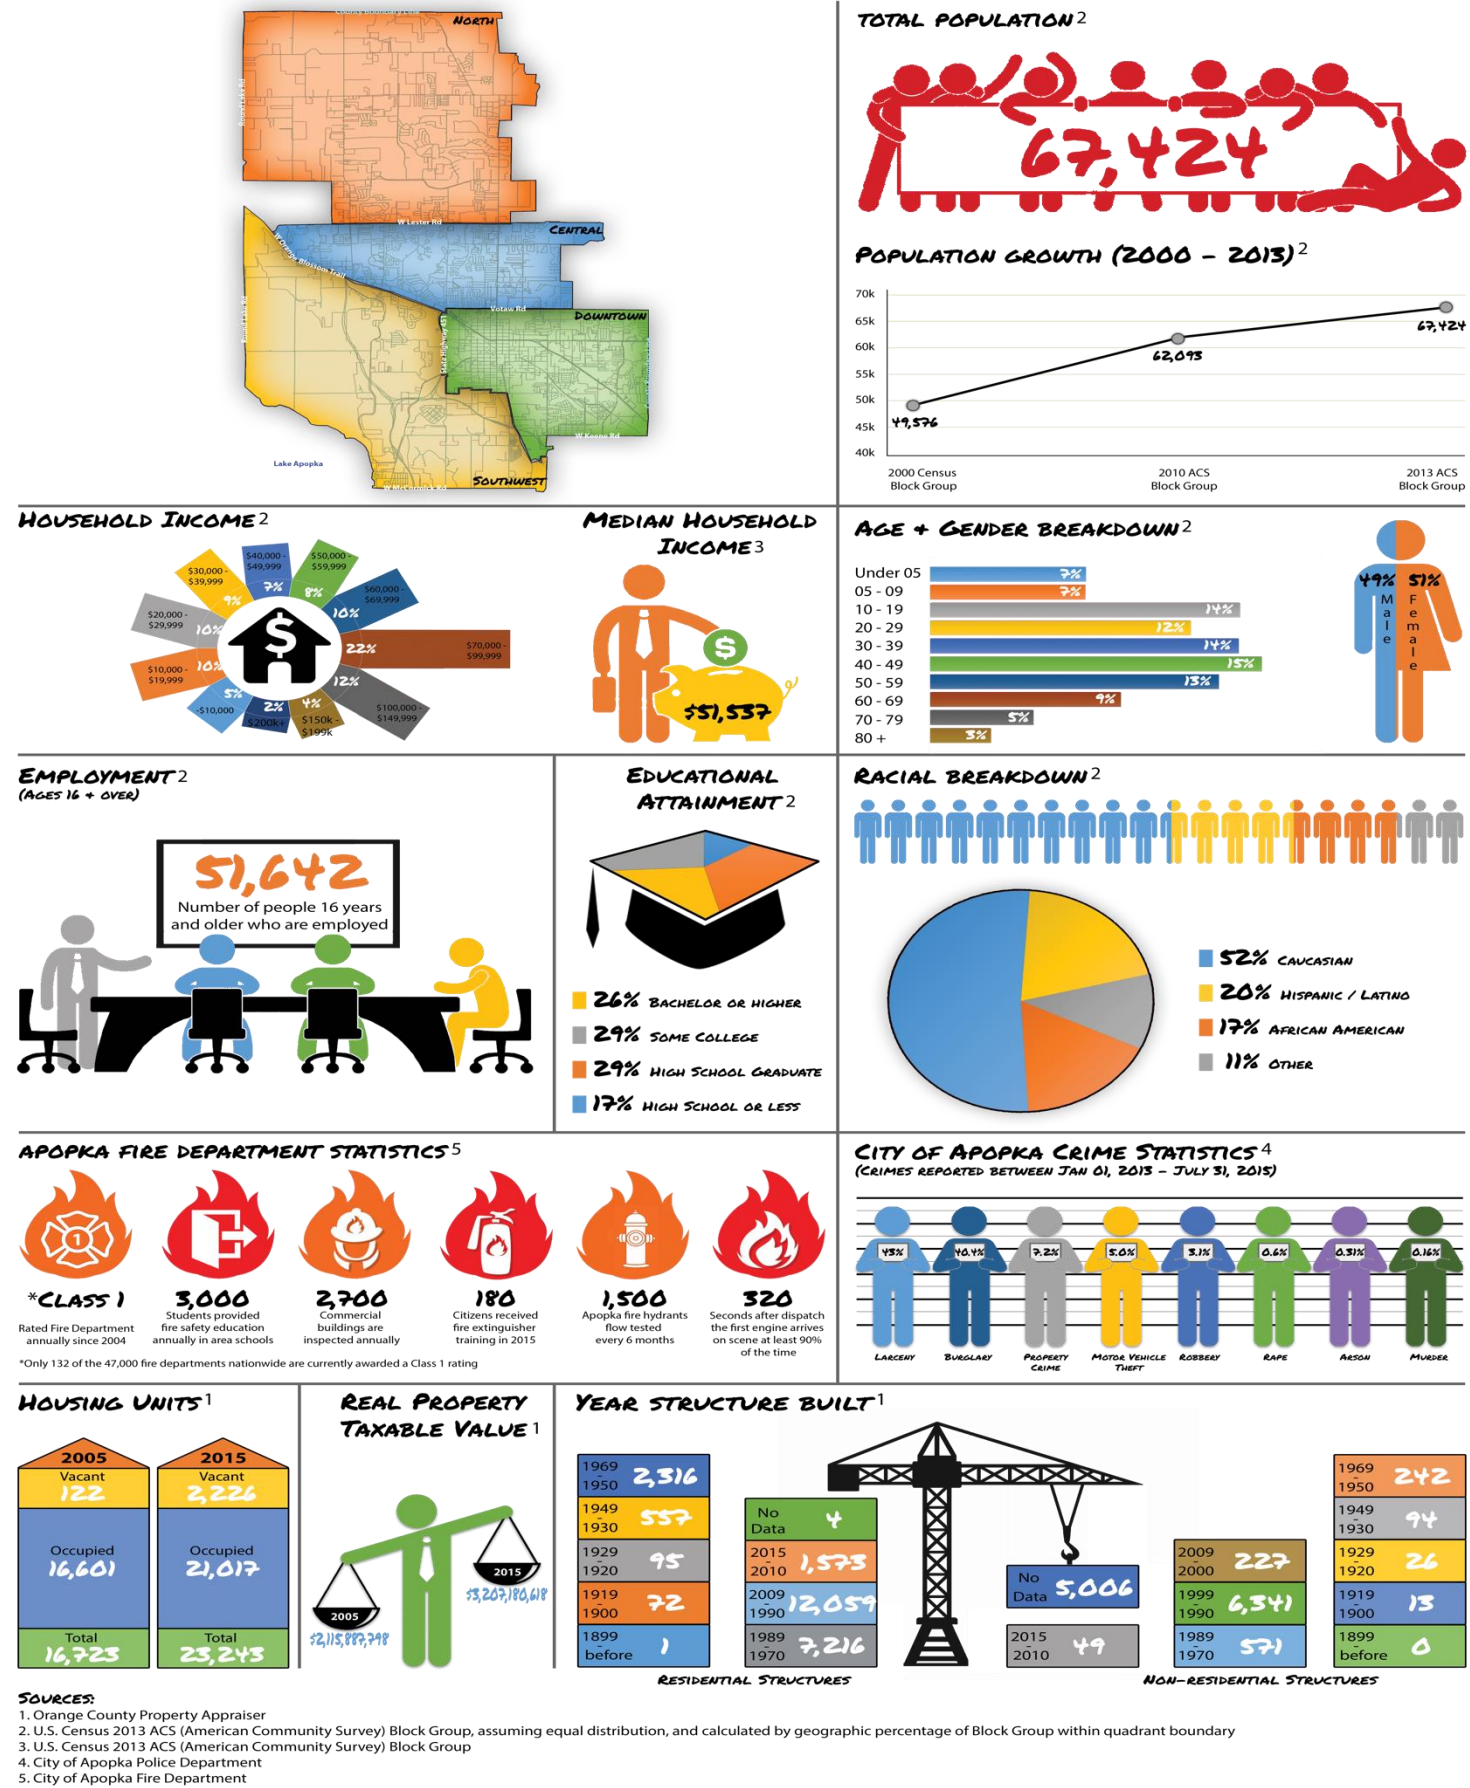 County Boundary Line
NORTH
W Lester Rd
CENTRAL
W Orange Blossom Trail
Votaw Rd
DOWNTOWN
State Highway 451
W Keene Rd
Lake Apopka
SOUTHWEST
W McCormick Rd
TOTAL POPULATION 2
67,424
POPULATION GROWTH (2000 - 2013) 2
70k
65k
60k
55k
50k
45k
40k
49,576
62,093
67,424
2000 Census
Block Group
2010 ACS
Block Group
2013 ACS
Block Group
HOUSEHOLD INCOME 2
-$10,000
5%
$10,000 -
$19,999
10%
$20,000 -
$29,999
10%
$30,000 -
$39,999
9%
$40,000 -
$49,999
7%
$50,000 -
$59,999
8%
$60,000 -
$69,999
10%
$70,000 -
$99,999
22%
$100,000 -
$149,999
12%
$150k -
$199k
4%
$200k+
2%
$
MEDIAN HOUSEHOLD
INCOME 3
$
$51,537
AGE + GENDER BREAKDOWN 2
Under 05 7%
05 - 09 7%
10 - 19 14%
20 - 29 12%
30 - 39 14%
40 - 49 15%
50 - 59 13%
60 - 69 9%
70 - 79 5%
80 + 3%
49% 51%
Male
Female
EMPLOYMENT 2
(AGES 16 + OVER)
51,642
Number of people 16 years
and older who are employed
EDUCATIONAL
ATTAINMENT 2
26% BACHELOR OR HIGHER
29% SOME COLLEGE
29% HIGH SCHOOL GRADUATE
17% HIGH SCHOOL OR LESS
RACIAL BREAKDOWN 2
52% CAUCASIAN
20% HISPANIC / LATINO
17% AFRICAN AMERICAN
11% OTHER
APOPKA FIRE DEPARTMENT STATISTICS 5
1
*CLASS 1
Rated Fire Department
annually since 2004
3,000
Students provided
fire safety education
annually in area schools
2,700
Commercial
buildings are
inspected annually
180
Citizens received
fire extinguisher
training in 2015
1,500
Apopka fire hydrants
flow tested
every 6 months
320
Seconds after dispatch
the first engine arrives
on scene at least 90%
of the time
*Only 132 of the 47,000 fire departments nationwide are currently awarded a Class 1 rating
CITY OF APOPKA CRIME STATISTICS 4
(CRIMES REPORTED BETWEEN JAN 01, 2013 - JULY 31, 2015)
43% 40.4% 7.2% 5.0% 3.1% 0.6% 0.31% 0.16%
LARCENY
BURGLARY
PROPERTY
CRIME
MOTOR VEHICLE
THEFT
ROBBERY
RAPE
ARSON
MURDER
HOUSING UNITS 1
2005
Vacant
122
Occupied
16,601
Total
16,723
2015
Vacant
2,226
Occupied
21,017
Total
23,243
REAL PROPERTY
TAXABLE VALUE 1
2015
$3,207,180,618
2005
$2,115,887,798
YEAR STRUCTURE BUILT 1
1969
-
1950
2,316
1949
-
1930
557
1929
-
1920
95
1919
-
1900
72
1899
before
1
No
Data
4
2015
-
2010
1,573
2009
-
1990
12,059
1989
-
1970
7,216
RESIDENTIAL STRUCTURES
No
Data
5,006
2015
-
2010
49
2009
-
2000
227
1999
-
1990
6,341
1989
-
1970
571
1969
-
1950
242
1949
-
1930
94
1929
-
1920
26
1919
-
1900
13
1899
-
before
0
NON-RESIDENTIAL STRUCTURES
SOURCES:
1. Orange County Property Appraiser
2. U.S. Census 2013 ACS (American Community Survey) Block Group, assuming equal distribution, and calculated by geographic percentage of Block Group within quadrant boundary
3. U.S. Census 2013 ACS (American Community Survey) Block Group
4. City of Apopka Police Department
5. City of Apopka Fire Department